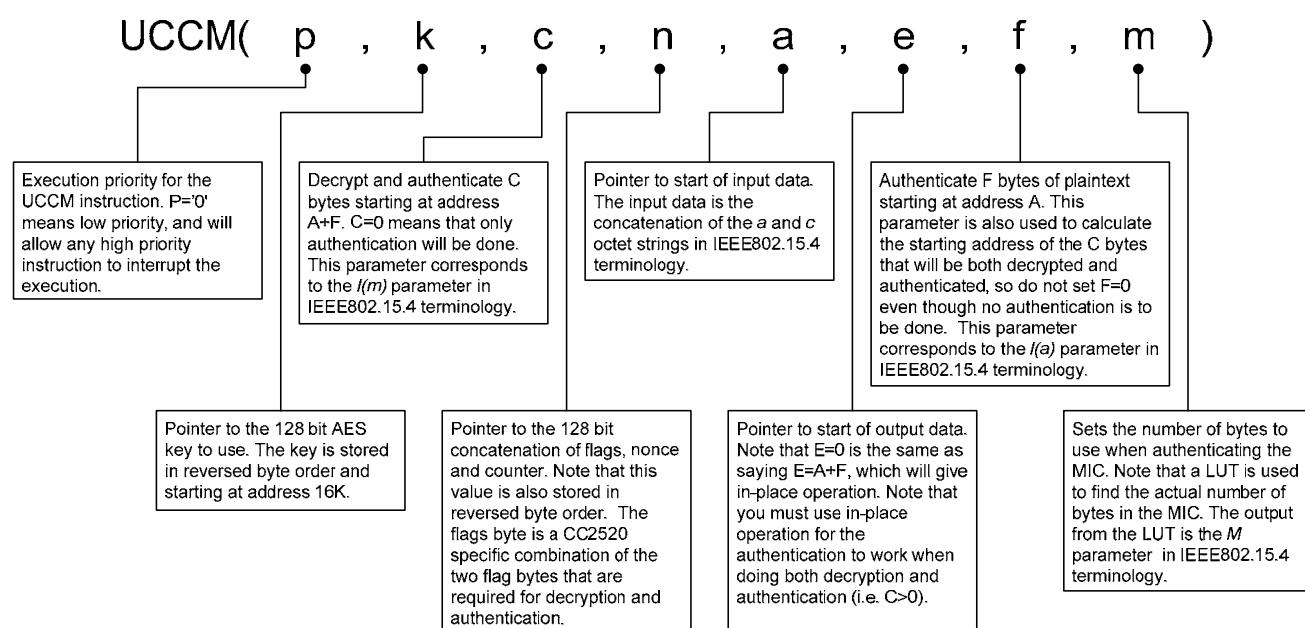 UCCM( p , k , c , n , a , e , f , m )
Execution priority for the
UCCM instruction. P='0'
means low priority, and will
allow any high priority
instruction to interrupt the
execution.
Decrypt and authenticate C
bytes starting at address
A+F. C=0 means that only
authentication will be done.
This parameter corresponds
to the l(m) parameter in
IEEE802.15.4 terminology.
Pointer to start of input data.
The input data is the
concatenation of the a and c
octet strings in IEEE802.15.4
terminology.
Authenticate F bytes of plaintext
starting at address A. This
parameter is also used to calculate
the starting address of the C bytes
that will be both decrypted and
authenticated, so do not set F=0
even though no authentication is to
be done. This parameter
corresponds to the l(a) parameter in
IEEE802.15.4 terminology.
Pointer to the 128 bit AES
key to use. The key is stored
in reversed byte order and
starting at address 16K.
Pointer to the 128 bit
concatenation of flags, nonce
and counter. Note that this
value is also stored in
reversed byte order. The
flags byte is a CC2520
specific combination of the
two flag bytes that are
required for decryption and
authentication.
Pointer to start of output data.
Note that E=0 is the same as
saying E=A+F, which will give
in-place operation. Note that
you must use in-place
operation for the
authentication to work when
doing both decryption and
authentication (i.e. C>0).
Sets the number of bytes to
use when authenticating the
MIC. Note that a LUT is used
to find the actual number of
bytes in the MIC. The output
from the LUT is the M
parameter in IEEE802.15.4
terminology.